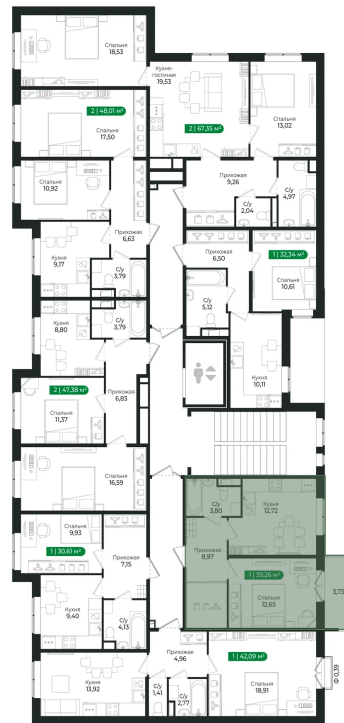 Спальня
18,53
Кухня-
гостиная
19,53
Спальня
13,02
2 | 48,01 м²
Спальня
17,50
2 | 67,35 м²
Спальня
10,92
Прихожая
9,26
С/у
2,04
С/у
4,97
Прихожая
6,63
Кухня
9,17
С/у
3,79
Прихожая
6,50
1 | 32,34 м²
Спальня
10,61
С/у
5,12
Кухня
8,80
С/у
3,79
Кухня
10,11
2 | 47,38 м²
Спальня
11,37
Прихожая
6,83
Спальня
16,59
С/у
3,80
Кухня
12,72
Спальня
9,93
1 | 30,61 м²
Прихожая
7,15
Прихожая
8,97
1 | 39,26 м²
Спальня
12,65
3,73
Кухня
9,40
С/у
4,13
Прихожая
4,96
1 | 42,09 м²
Ф 0,39
Кухня
13,92
С/у
1,41
С/у
2,77
Спальня
18,91